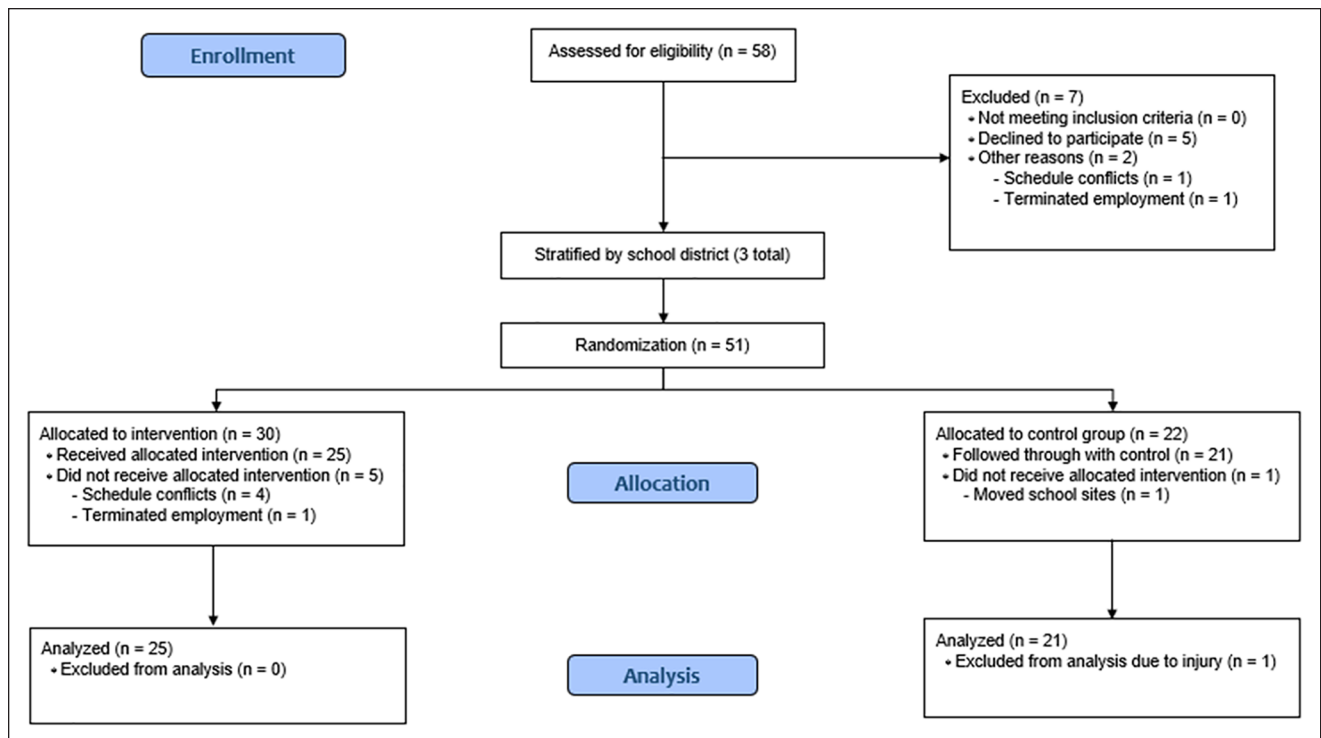 Enrollment
Assessed for eligibility (n = 58)
Excluded (n = 7)
• Not meeting inclusion criteria (n = 0)
• Declined to participate (n = 5)
• Other reasons (n = 2)
- Schedule conflicts (n = 1)
- Terminated employment (n = 1)
Stratified by school district (3 total)
Randomization (n = 51)
Allocated to intervention (n = 30)
• Received allocated intervention (n = 25)
• Did not receive allocated intervention (n = 5)
- Schedule conflicts (n = 4)
- Terminated employment (n = 1)
Allocation
Allocated to control group (n = 22)
• Followed through with control (n = 21)
• Did not receive allocated intervention (n = 1)
- Moved school sites (n = 1)
Analyzed (n = 25)
• Excluded from analysis (n = 0)
Analysis
Analyzed (n = 21)
• Excluded from analysis due to injury (n = 1)